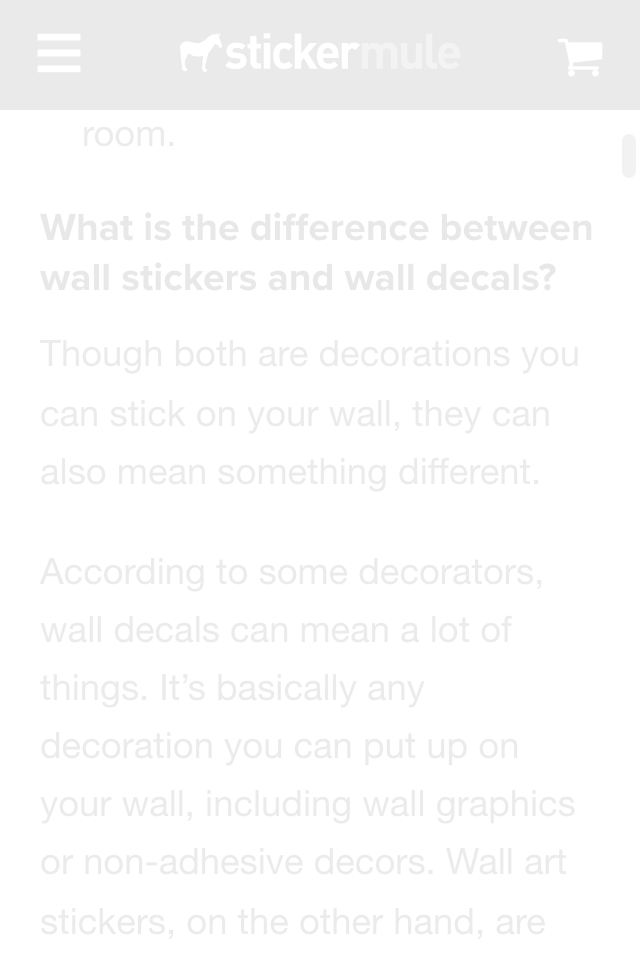 stickermule
room.
What is the difference between
wall stickers and wall decals?
Though both are decorations you
can stick on your wall, they can
also mean something different.
According to some decorators,
wall decals can mean a lot of
things. It’s basically any
decoration you can put up on
your wall, including wall graphics
or non-adhesive decors. Wall art
stickers, on the other hand, are